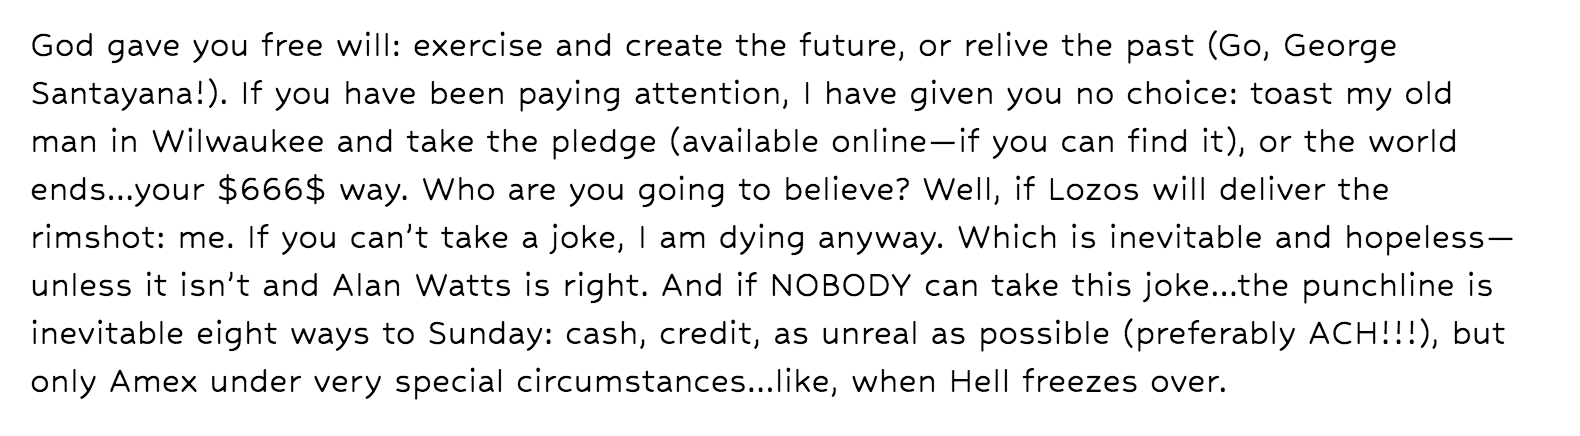 God gave you free will: exercise and create the future, or relive the past (Go, George
Santayana!). If you have been paying attention, I have given you no choice: toast my old
man in Wilwaukee and take the pledge (available online—if you can find it), or the world
ends...your $666$ way. Who are you going to believe? Well, if Lozos will deliver the
rimshot: me. If you can’t take a joke, I am dying anyway. Which is inevitable and hopeless—
unless it isn’t and Alan Watts is right. And if NOBODY can take this joke...the punchline is
inevitable eight ways to Sunday: cash, credit, as unreal as possible (preferably ACH!!!), but
only Amex under very special circumstances...like, when Hell freezes over.